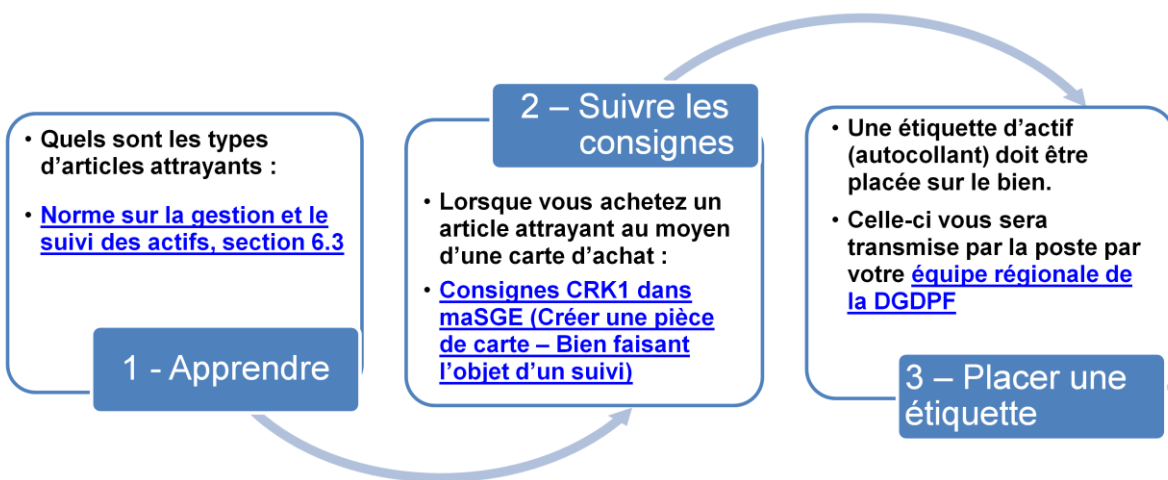 • Quels sont les types
d'articles attrayants :
• Norme sur la gestion et le
suivi des actifs, section 6.3
1 - Apprendre
2 – Suivre les
consignes
• Lorsque vous achetez un
article attrayant au moyen
d'une carte d'achat :
• Consignes CRK1 dans
maSGE (Créer une pièce
de carte – Bien faisant
l'objet d'un suivi)
• Une étiquette d'actif
(autocollant) doit être
placée sur le bien.
• Celle-ci vous sera
transmise par la poste par
votre équipe régionale de
la DGDPF
3 – Placer une
étiquette